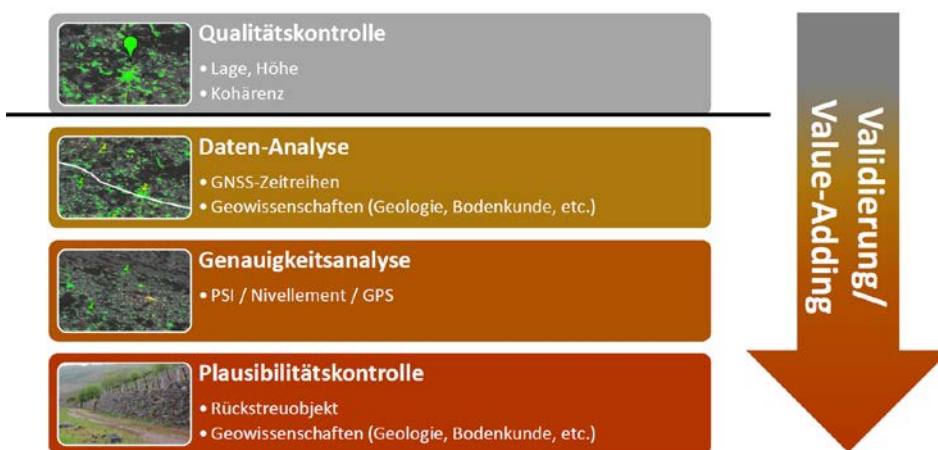 Qualitätskontrolle
• Lage, Höhe
• Kohärenz
Daten-Analyse
• GNSS-Zeitreihen
• Geowissenschaften (Geologie, Bodenkunde, etc.)
Genauigkeitsanalyse
• PSI / Nivellement / GPS
Plausibilitätskontrolle
• Rückstreuobjekt
• Geowissenschaften (Geologie, Bodenkunde, etc.)
Validierung/
Value-Adding